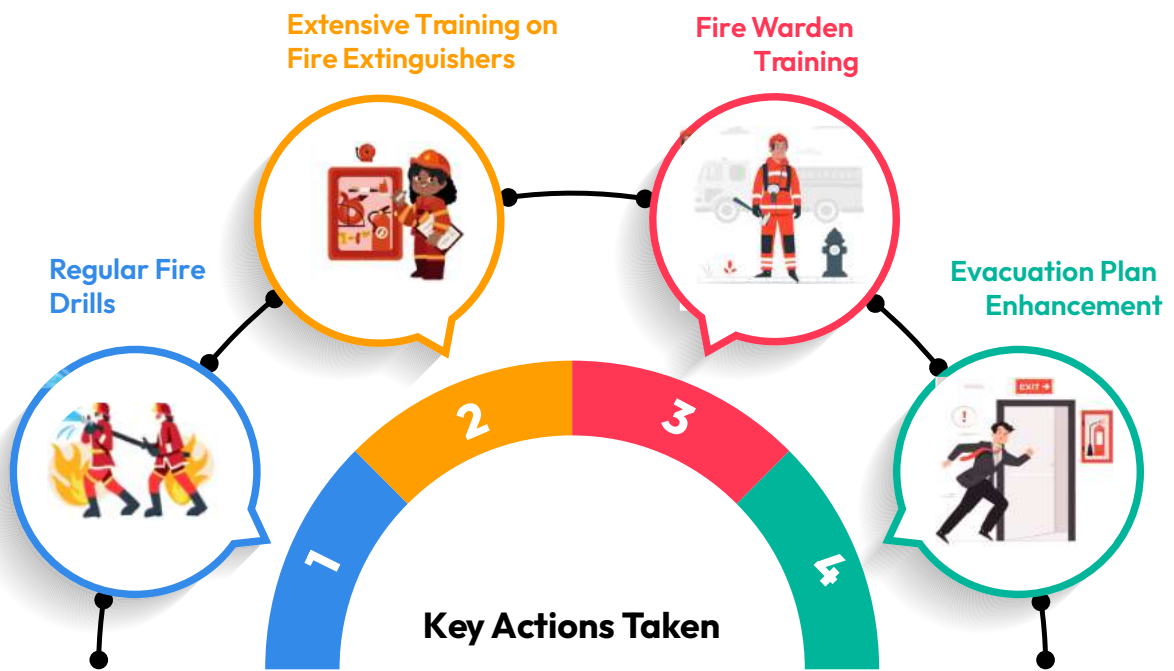 Extensive Training on
Fire Extinguishers
Fire Warden
Training
Regular Fire
Drills
Evacuation Plan
Enhancement
EXIT →
!
1
2
3
4
Key Actions Taken